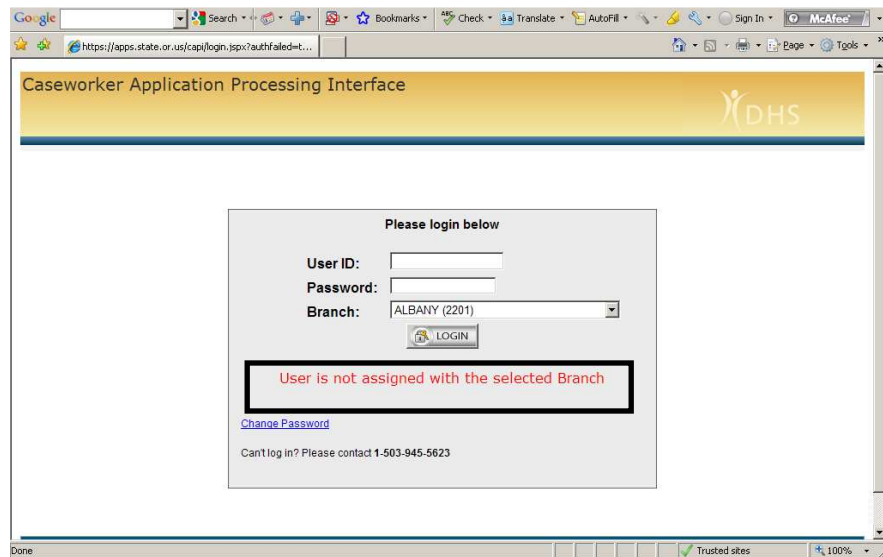 Google Search Bookmarks Check Translate AutoFill Sign In McAfee
https://apps.state.or.us/capi/login.jspx?authfailed=t... Page Tools
Caseworker Application Processing Interface
DHS
Please login below
User ID:
Password:
Branch: ALBANY (2201)
LOGIN
User is not assigned with the selected Branch
Change Password
Can't log in? Please contact 1-503-945-5623
Done Trusted sites 100%